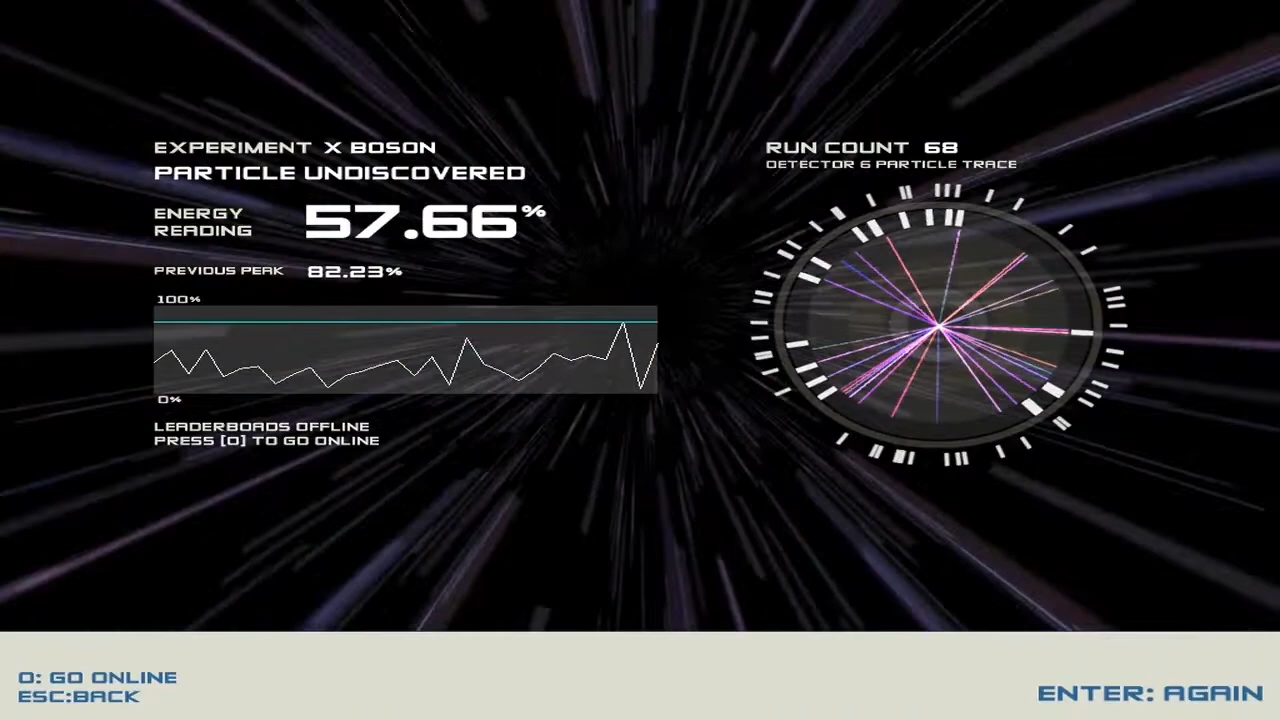 EXPERIMENT X BOSON
PARTICLE UNDISCOVERED
ENERGY
READING
57.66%
PREVIOUS PEAK 82.23%
100%
0%
LEADERBOADS OFFLINE
PRESS [O] TO GO ONLINE
RUN COUNT 68
DETECTOR 6 PARTICLE TRACE
O: GO ONLINE
ESC:BACK
ENTER: AGAIN